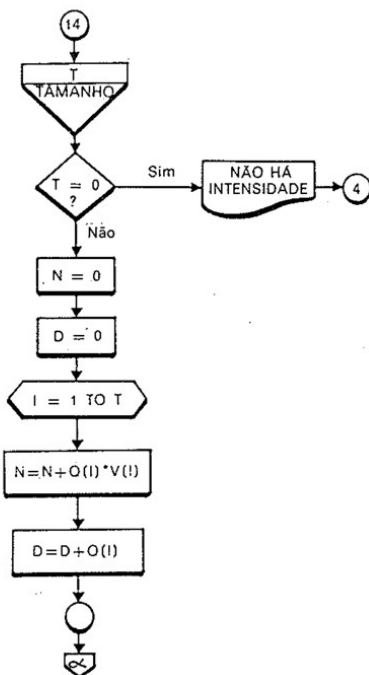 14
T
TAMANHO
T = 0
?
Sim
NÃO HÁ
INTENSIDADE
4
Não
N = 0
D = 0
I = 1 TO T
N=N+O(I)*V(I)
D=D+O(I)
α